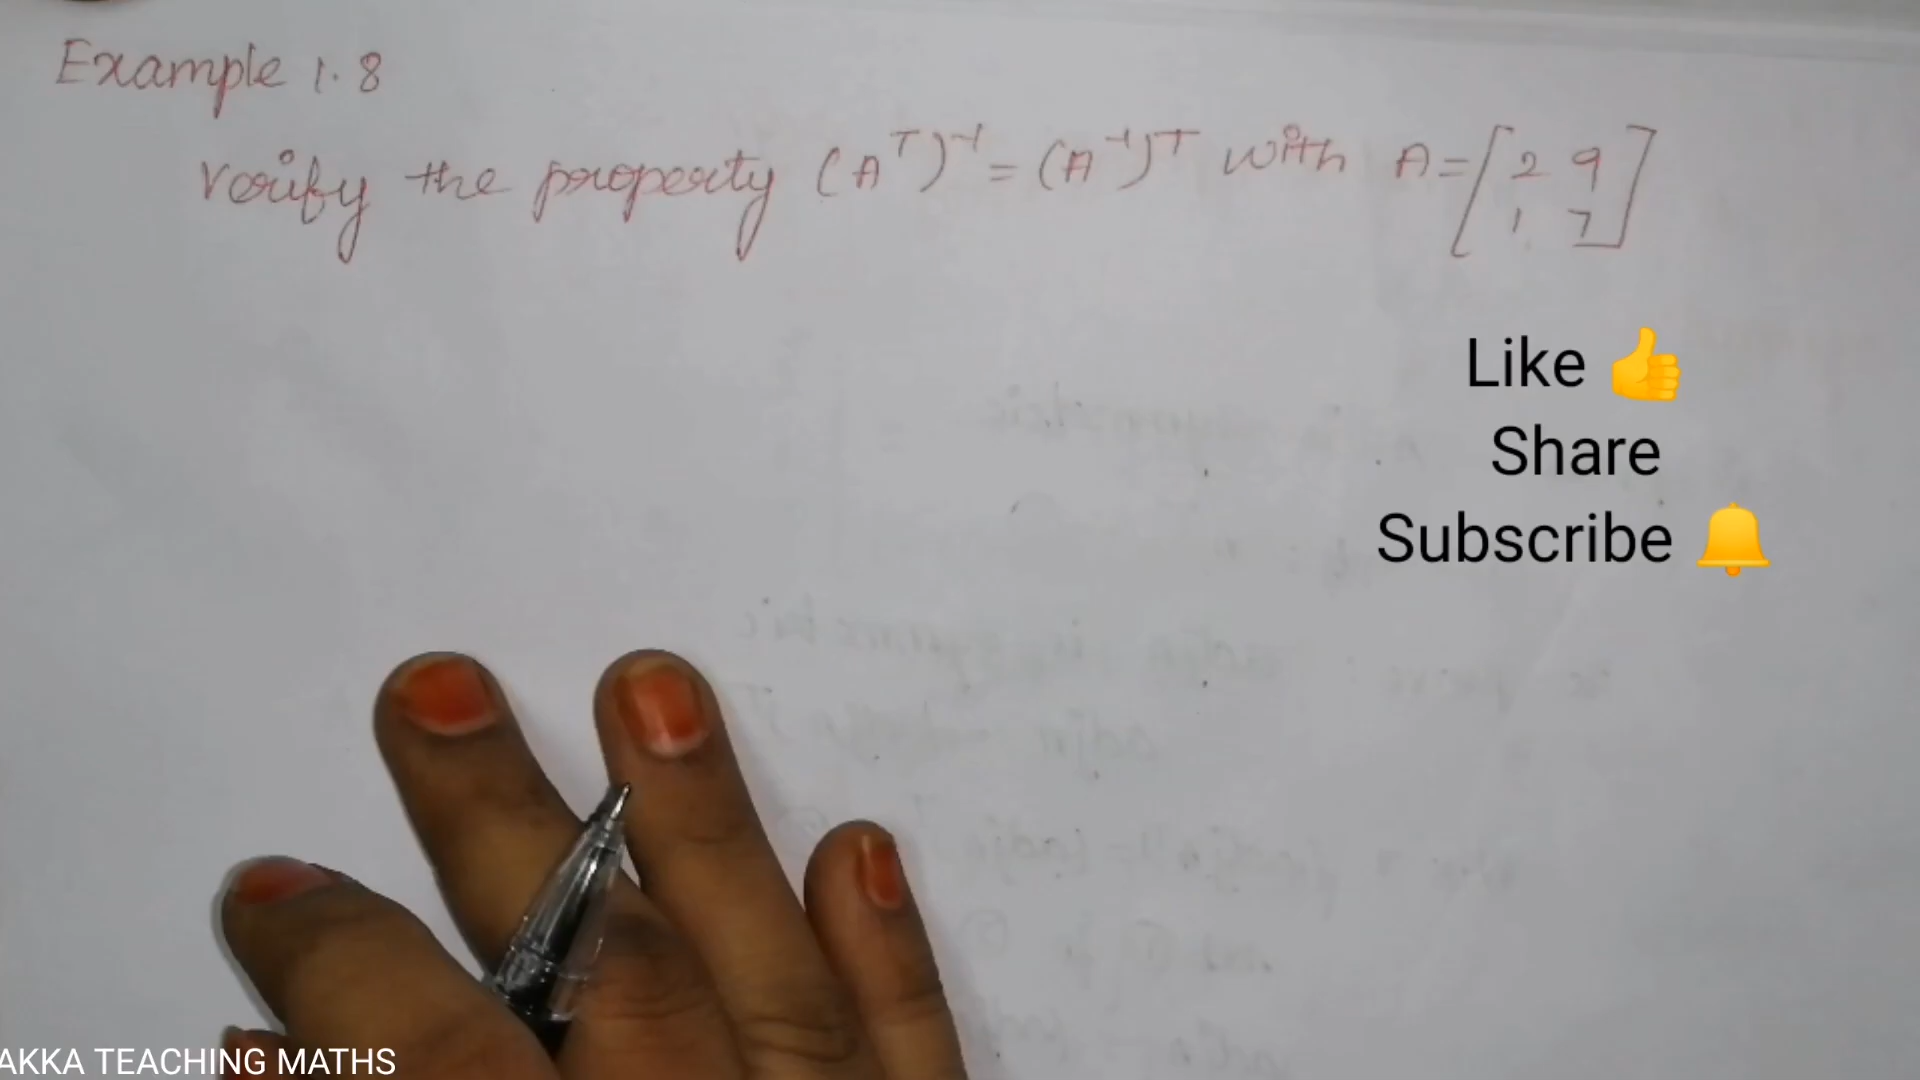 Example 1.8
Verify the property (Aᵀ)⁻¹ = (A⁻¹)ᵀ with A = [2 9
1 7]
Like 👍
Share
Subscribe 🔔
AKKA TEACHING MATHS